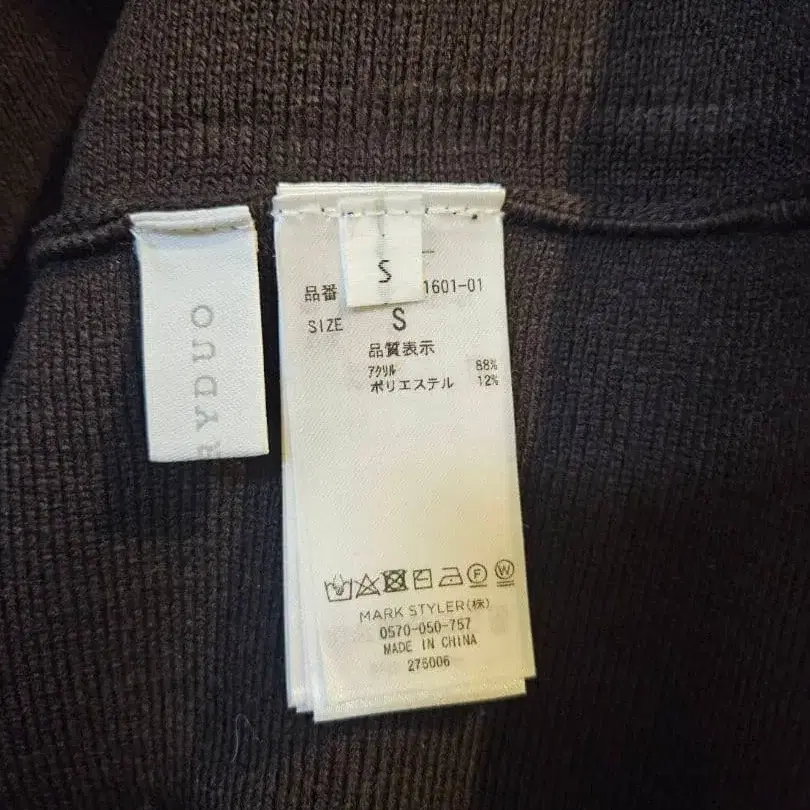 S
品番 1601-01
SIZE S
品質表示
アクリル 88%
ポリエステル 12%
MARK STYLER(株)
0570-050-757
MADE IN CHINA
275006